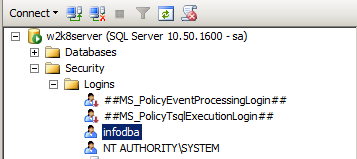 Connect
w2k8server (SQL Server 10.50.1600 - sa)
Databases
Security
Logins
##MS_PolicyEventProcessingLogin##
##MS_PolicyTsqlExecutionLogin##
infodba
NT AUTHORITY\SYSTEM